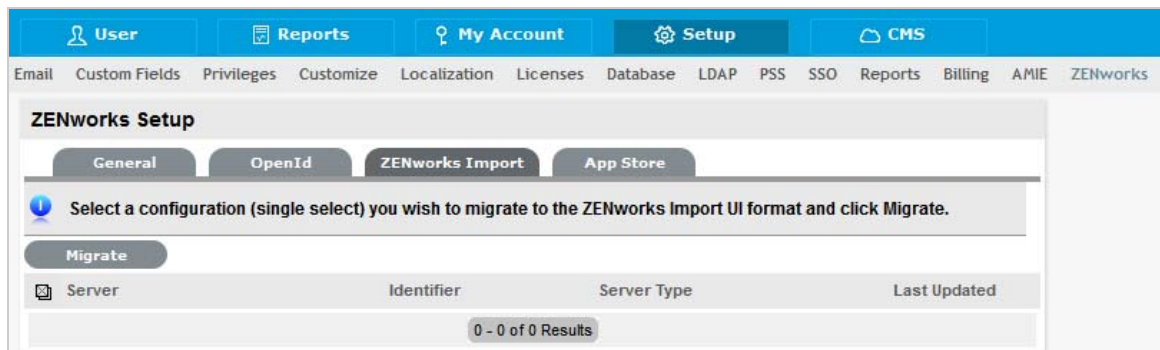 User Reports My Account Setup CMS
Email Custom Fields Privileges Customize Localization Licenses Database LDAP PSS SSO Reports Billing AMIE ZENworks
ZENworks Setup
General OpenId ZENworks Import App Store
Select a configuration (single select) you wish to migrate to the ZENworks Import UI format and click Migrate.
Migrate
Server Identifier Server Type Last Updated
0 - 0 of 0 Results